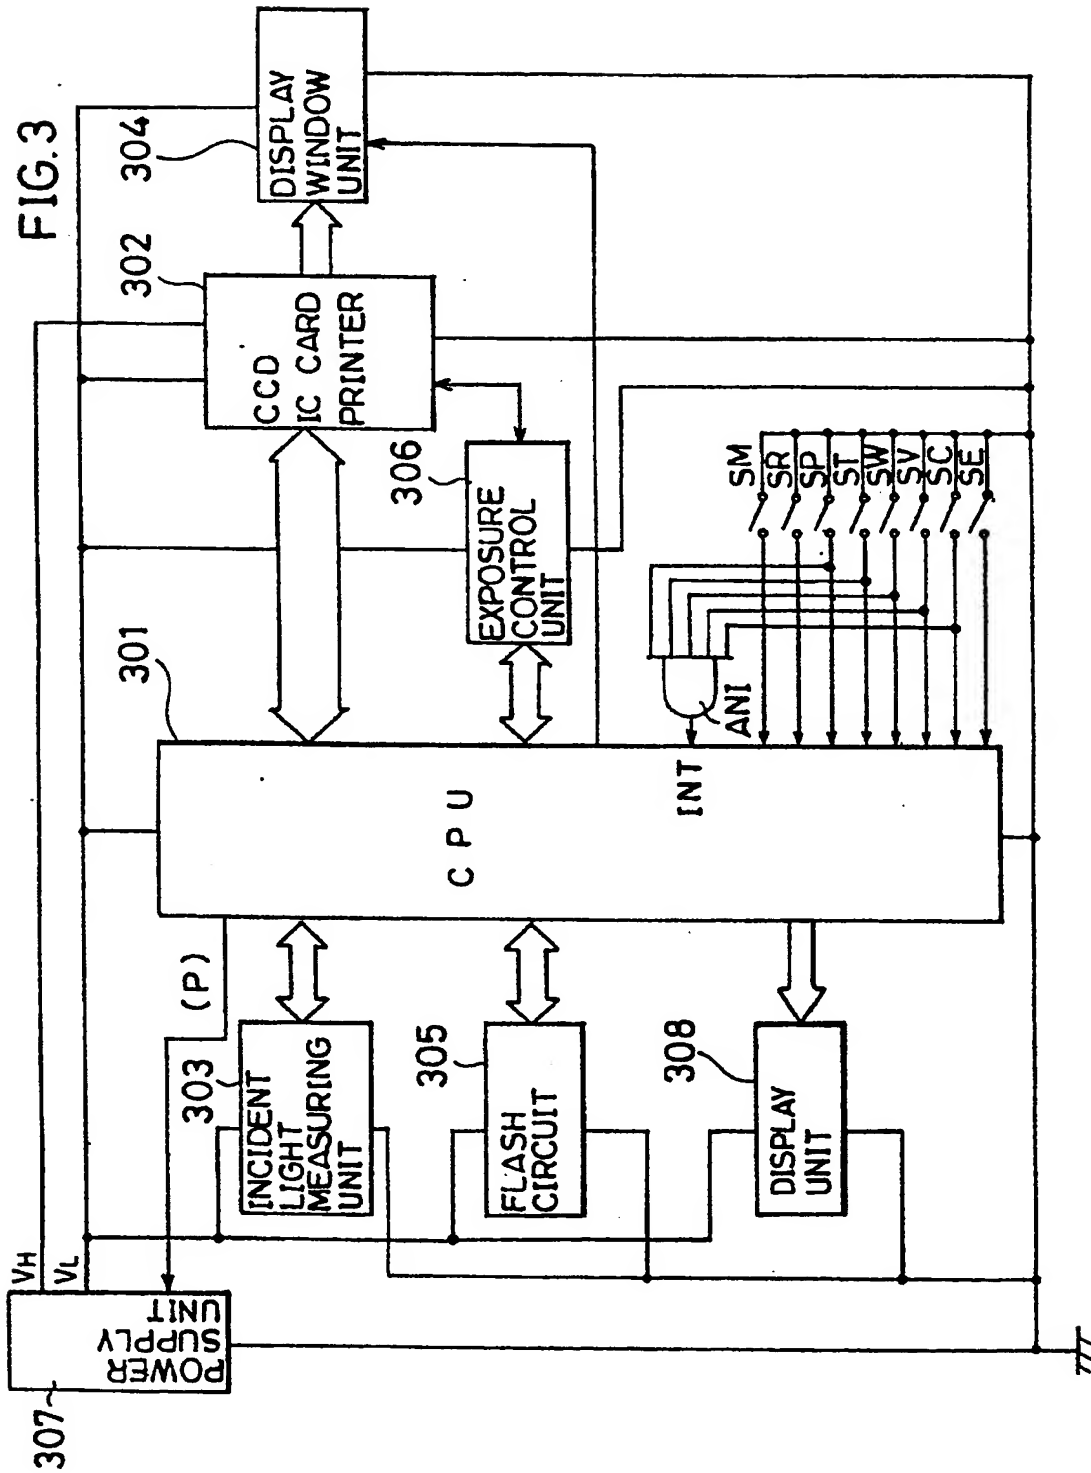 FIG.3
304
DISPLAY
WINDOW
UNIT
302
CCD
IC CARD
PRINTER
306
EXPOSURE
CONTROL
UNIT
SM
SR
SP
ST
SW
SV
SC
SE
ANI
301
CPU
INT
(P)
303
INCIDENT
LIGHT
MEASURING
UNIT
305
FLASH
CIRCUIT
308
DISPLAY
UNIT
VH
VL
307
POWER
SUPPLY
UNIT